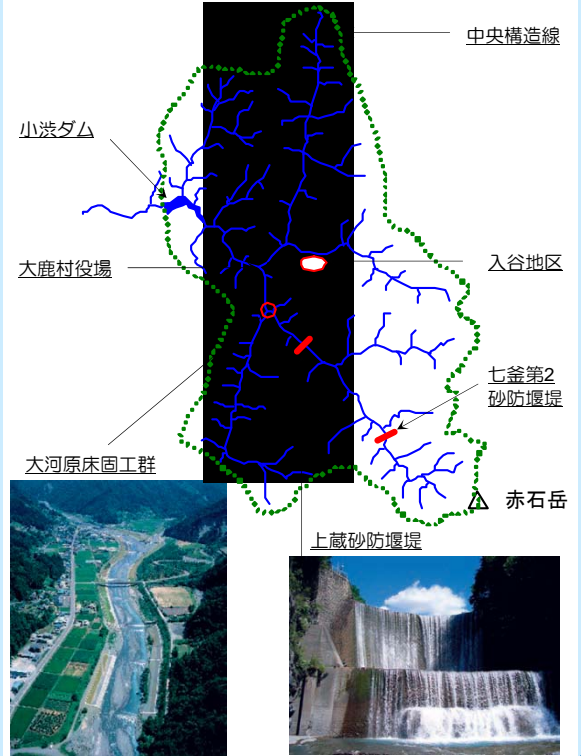 中央構造線
小渋ダム
大鹿村役場
入谷地区
七釜第2
砂防堰堤
大河原床固工群
赤石岳
上蔵砂防堰堤